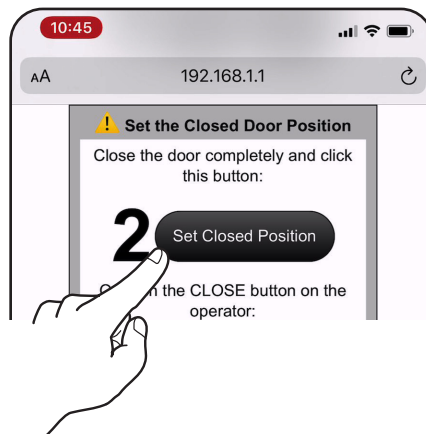 10:45
AA
192.168.1.1
Set the Closed Door Position
Close the door completely and click
this button:
2
Set Closed Position
the CLOSE button on the
operator: